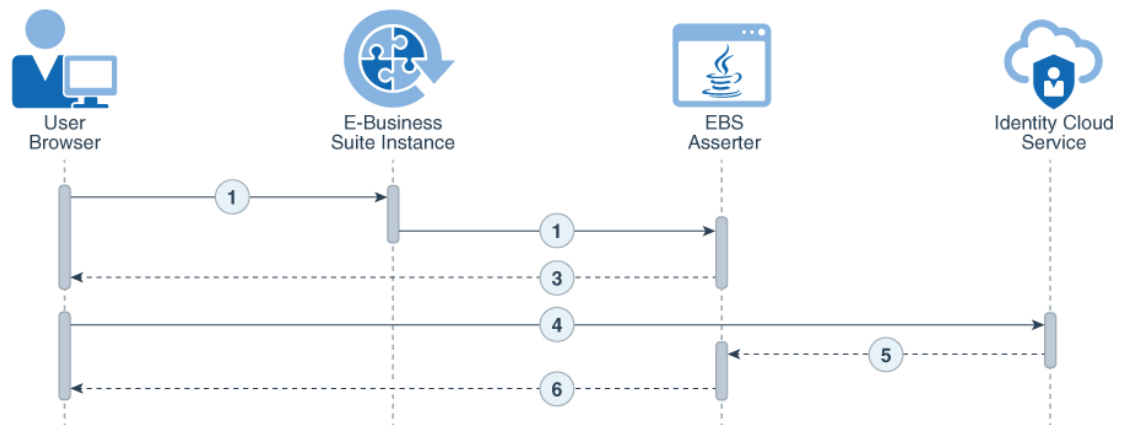 User
Browser
E-Business
Suite Instance
EBS
Asserter
Identity Cloud
Service
1
1
3
4
5
6